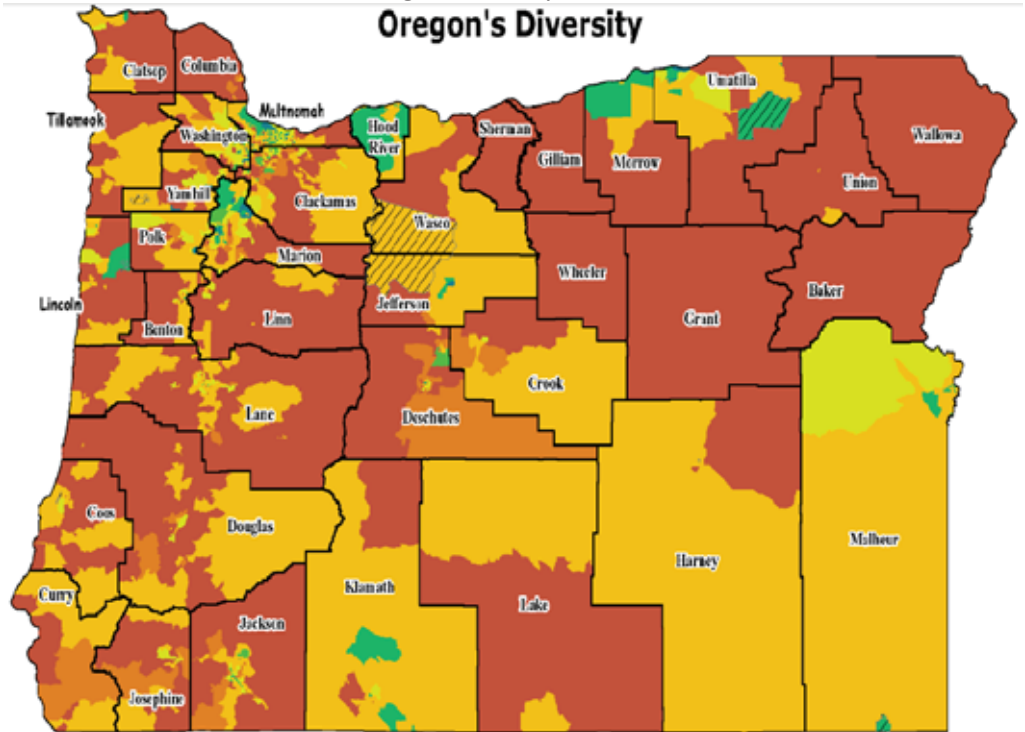 Oregon's Diversity
Clatsop
Columbia
Tillamook
Washington
Multnomah
Hood
River
Sherman
Gilliam
Morrow
Umatilla
Wallowa
Union
Yamhill
Clackamas
Wasco
Polk
Marion
Lincoln
Benton
Linn
Jefferson
Wheeler
Grant
Baker
Lane
Deschutes
Crook
Coos
Douglas
Curry
Klamath
Lake
Harney
Malheur
Jackson
Josephine